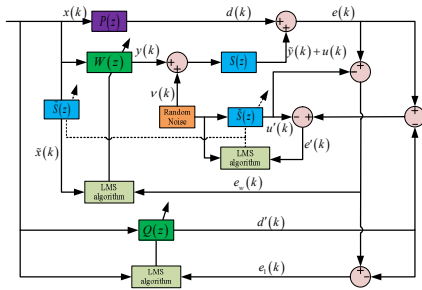 x(k)
P(z)
d(k)
+
+
e(k)
W(z)
y(k)
+
+
S(z)
ỹ(k)+u(k)
+
−
v(k)
Ŝ(z)
Random
Noise
Ŝ(z)
u'(k)
−
+
+
−
x̃(k)
LMS
algorithm
e'(k)
LMS
algorithm
e_w(k)
Q(z)
d'(k)
LMS
algorithm
e_1(k)
+
−